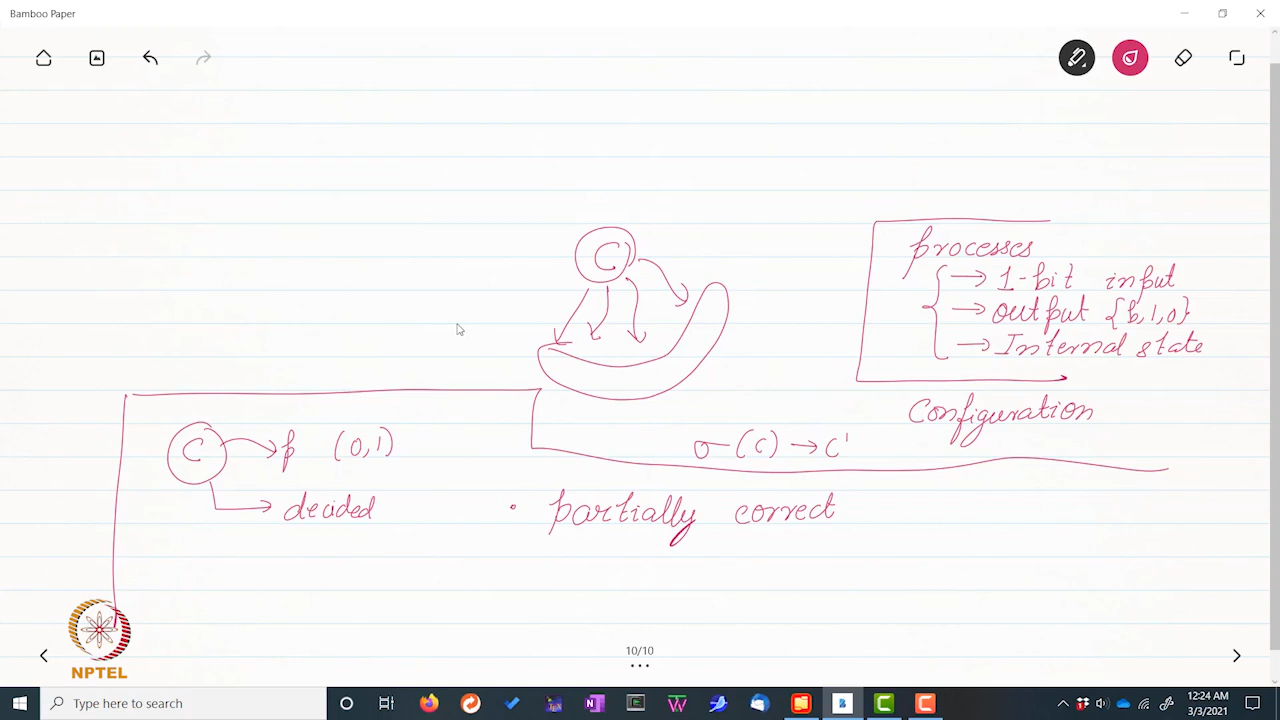 Bamboo Paper
C
processes
→ 1-bit input
→ output {b,1,0}
→ Internal state
Configuration
C → p (0,1)
→ decided
σ(C) → C'
· partially correct
NPTEL
10/10
...
Type here to search
12:24 AM
3/3/2021